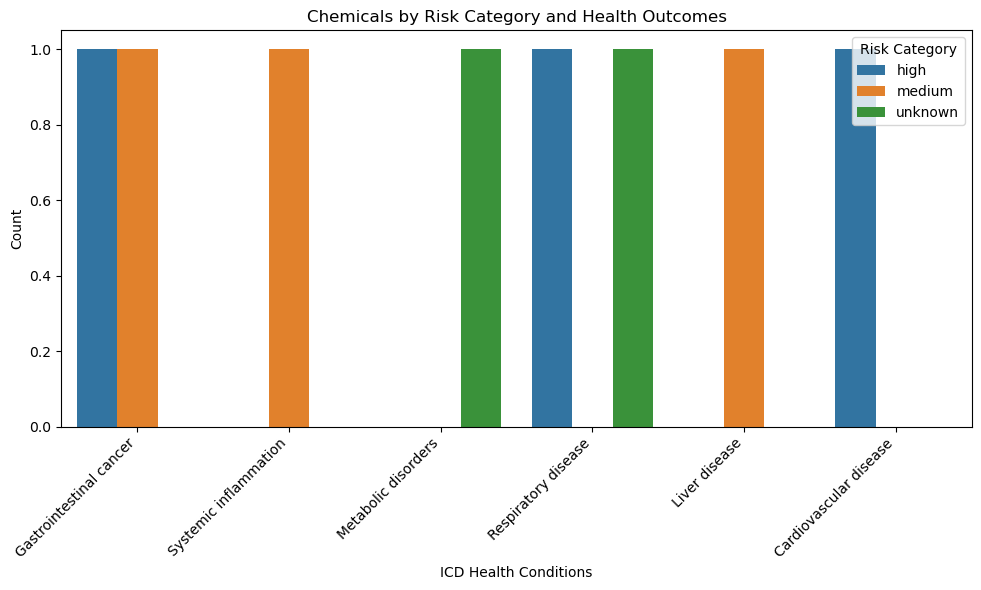 Chemicals by Risk Category and Health Outcomes
Risk Category
high
medium
unknown
1.0
0.8
0.6
0.4
0.2
0.0
Count
Gastrointestinal cancer
Systemic inflammation
Metabolic disorders
Respiratory disease
Liver disease
Cardiovascular disease
ICD Health Conditions